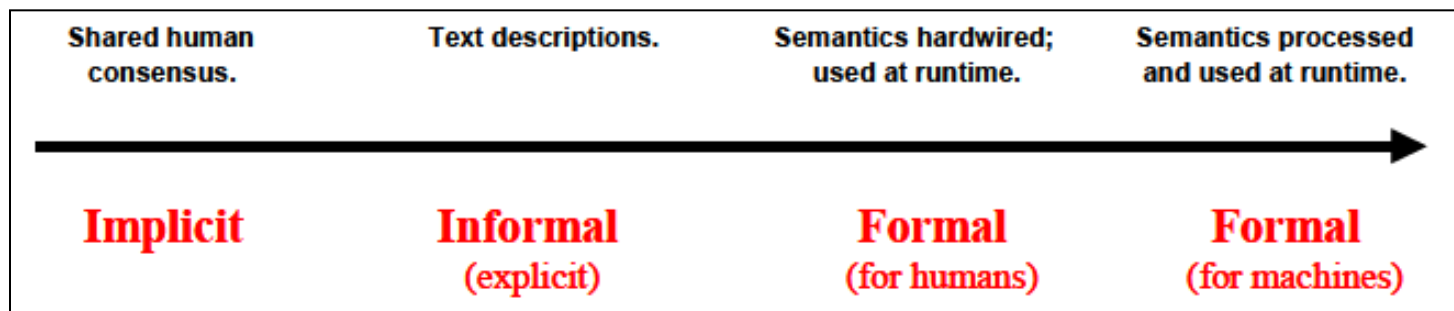 Shared human
consensus.
Text descriptions.
Semantics hardwired;
used at runtime.
Semantics processed
and used at runtime.
Implicit
Informal
(explicit)
Formal
(for humans)
Formal
(for machines)